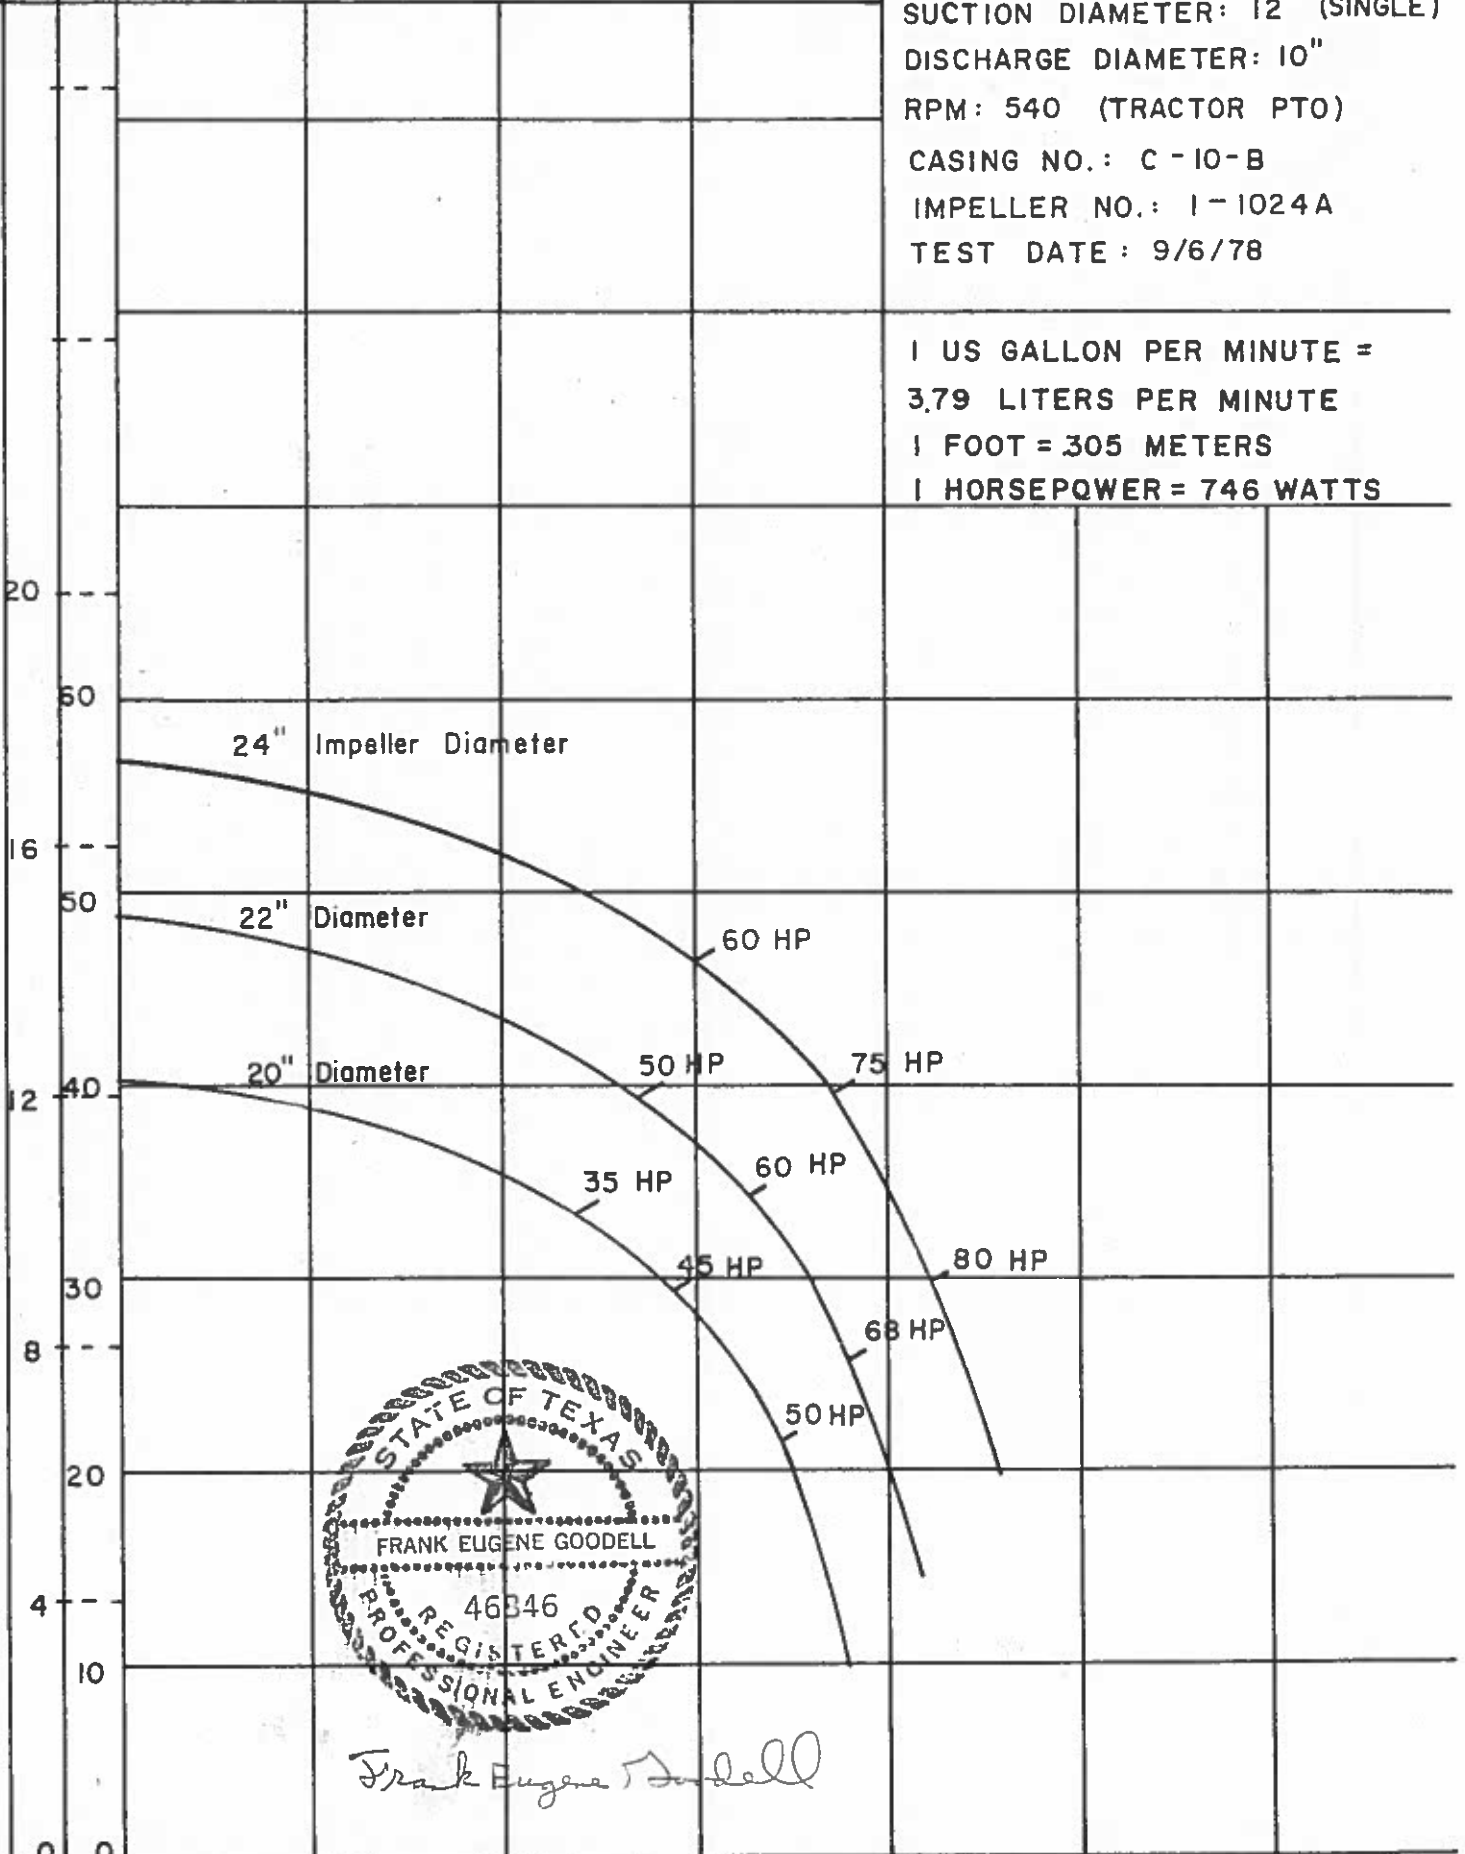 SUCTION DIAMETER: 12 (SINGLE)
DISCHARGE DIAMETER: 10"
RPM: 540 (TRACTOR PTO)
CASING NO.: C-10-B
IMPELLER NO.: I-1024A
TEST DATE: 9/6/78
1 US GALLON PER MINUTE =
3.79 LITERS PER MINUTE
1 FOOT = .305 METERS
1 HORSEPOWER = 746 WATTS
20
60
24" Impeller Diameter
16
50
22" Diameter
60 HP
50 HP
75 HP
20" Diameter
12 40
60 HP
35 HP
80 HP
45 HP
30
68 HP
8
50 HP
STATE OF TEXAS
20
FRANK EUGENE GOODELL
46846
4
REGISTERED
PROFESSIONAL ENGINEER
10
Frank Eugene Goodell
0 0